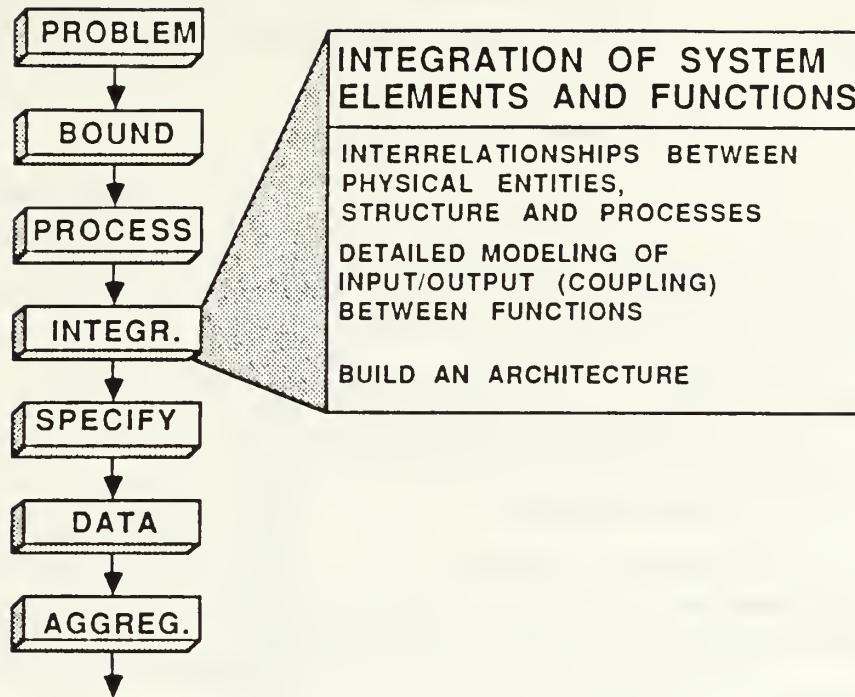 PROBLEM
BOUND
PROCESS
INTEGR.
SPECIFY
DATA
AGGREG.
INTEGRATION OF SYSTEM
ELEMENTS AND FUNCTIONS
INTERRELATIONSHIPS BETWEEN
PHYSICAL ENTITIES,
STRUCTURE AND PROCESSES
DETAILED MODELING OF
INPUT/OUTPUT (COUPLING)
BETWEEN FUNCTIONS
BUILD AN ARCHITECTURE